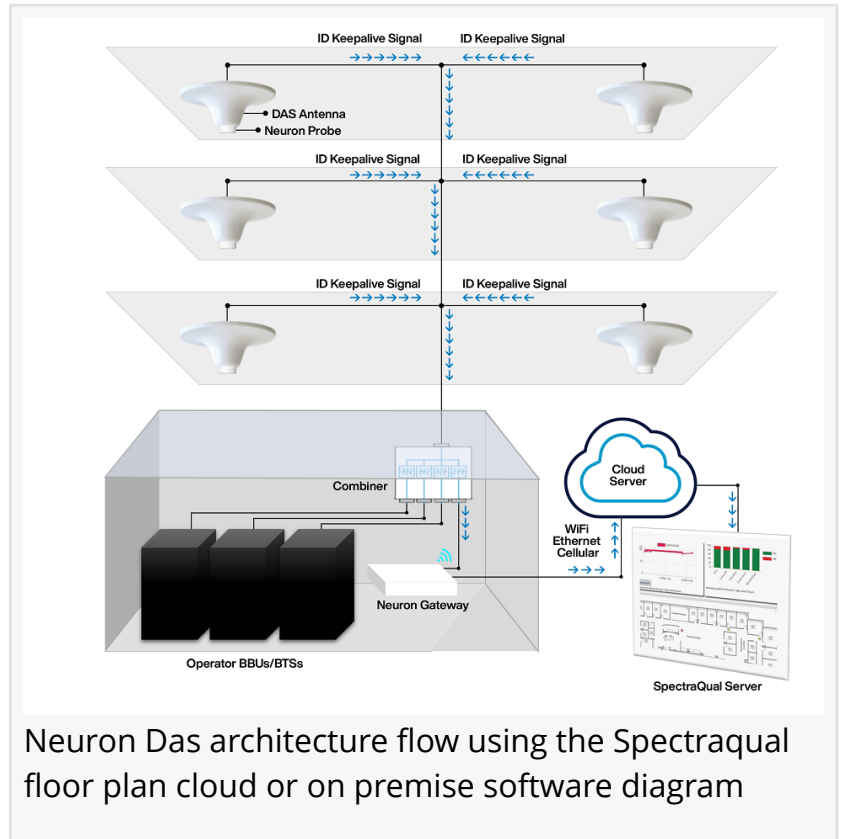 ID Keepalive Signal
ID Keepalive Signal
DAS Antenna
Neuron Probe
ID Keepalive Signal
ID Keepalive Signal
ID Keepalive Signal
ID Keepalive Signal
Combiner
Cloud
Server
WiFi
Ethernet
Cellular
Neuron Gateway
Operator BBUs/BTSs
SpectraQual Server
Neuron Das architecture flow using the Spectraqual
floor plan cloud or on premise software diagram